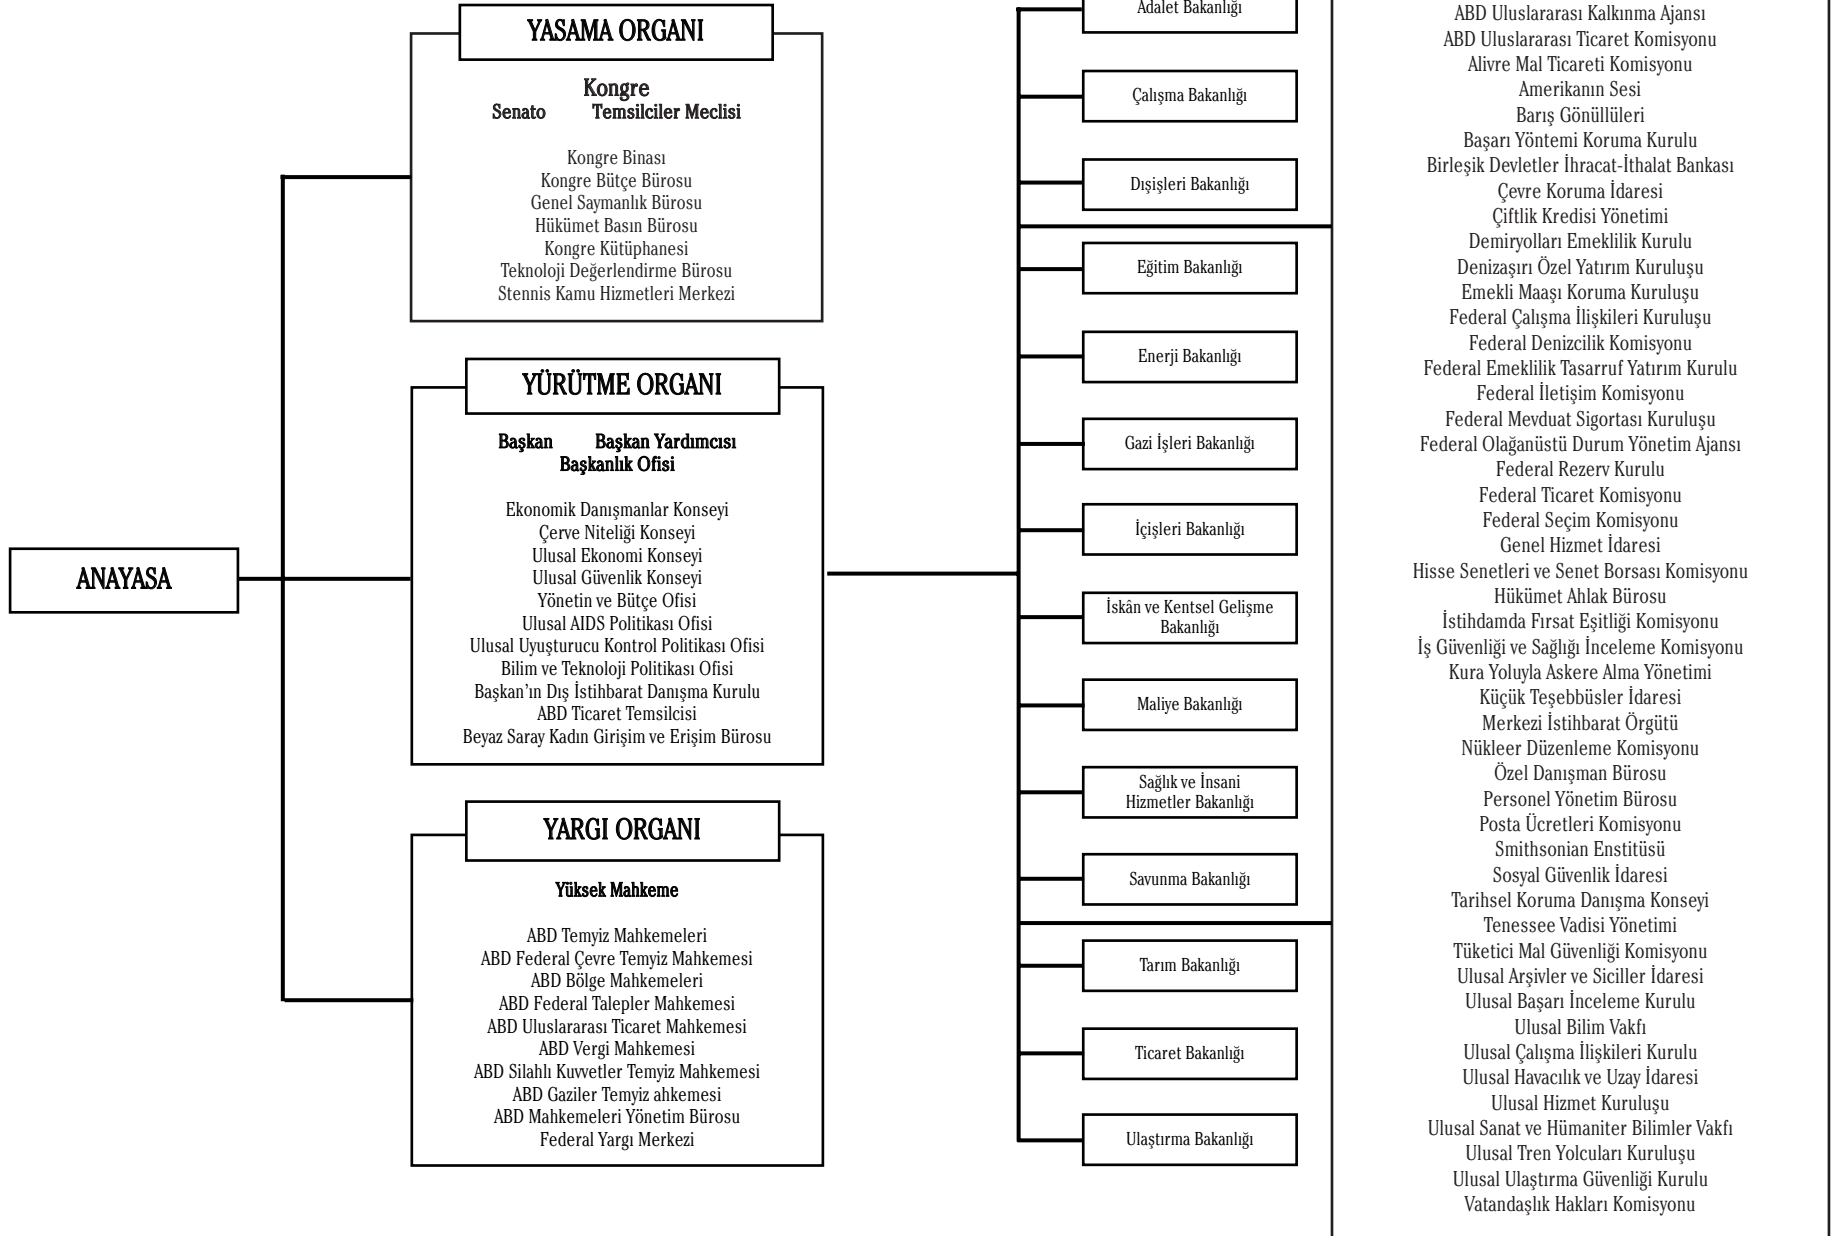 ANAYASA
YASAMA ORGANI
Kongre
Senato Temsilciler Meclisi
Kongre Binası
Kongre Bütçe Bürosu
Genel Saymanlık Bürosu
Hükümet Basın Bürosu
Kongre Kütüphanesi
Teknoloji Değerlendirme Bürosu
Stennis Kamu Hizmetleri Merkezi
YÜRÜTME ORGANI
Başkan Başkan Yardımcısı
Başkanlık Ofisi
Ekonomik Danışmanlar Konseyi
Çerve Niteliği Konseyi
Ulusal Ekonomi Konseyi
Ulusal Güvenlik Konseyi
Yönetin ve Bütçe Ofisi
Ulusal AIDS Politikası Ofisi
Ulusal Uyuşturucu Kontrol Politikası Ofisi
Bilim ve Teknoloji Politikası Ofisi
Başkan'ın Dış İstihbarat Danışma Kurulu
ABD Ticaret Temsilcisi
Beyaz Saray Kadın Girişim ve Erişim Bürosu
YARGI ORGANI
Yüksek Mahkeme
ABD Temyiz Mahkemeleri
ABD Federal Çevre Temyiz Mahkemesi
ABD Bölge Mahkemeleri
ABD Federal Talepler Mahkemesi
ABD Uluslararası Ticaret Mahkemesi
ABD Vergi Mahkemesi
ABD Silahlı Kuvvetler Temyiz Mahkemesi
ABD Gaziler Temyiz ahkemesi
ABD Mahkemeleri Yönetim Bürosu
Federal Yargı Merkezi
Adalet Bakanlığı
Çalışma Bakanlığı
Dışişleri Bakanlığı
Eğitim Bakanlığı
Enerji Bakanlığı
Gazi İşleri Bakanlığı
İçişleri Bakanlığı
İskân ve Kentsel Gelişme
Bakanlığı
Maliye Bakanlığı
Sağlık ve İnsani
Hizmetler Bakanlığı
Savunma Bakanlığı
Tarım Bakanlığı
Ticaret Bakanlığı
Ulaştırma Bakanlığı
ABD Uluslararası Kalkınma Ajansı
ABD Uluslararası Ticaret Komisyonu
Alivre Mal Ticareti Komisyonu
Amerikanın Sesi
Barış Gönüllüleri
Başarı Yöntemi Koruma Kurulu
Birleşik Devletler İhracat-İthalat Bankası
Çevre Koruma İdaresi
Çiftlik Kredisi Yönetimi
Demiryolları Emeklilik Kurulu
Denizaşırı Özel Yatırım Kuruluşu
Emekli Maaşı Koruma Kuruluşu
Federal Çalışma İlişkileri Kuruluşu
Federal Denizcilik Komisyonu
Federal Emeklilik Tasarruf Yatırım Kurulu
Federal İletişim Komisyonu
Federal Mevduat Sigortası Kuruluşu
Federal Olağanüstü Durum Yönetim Ajansı
Federal Rezerv Kurulu
Federal Ticaret Komisyonu
Federal Seçim Komisyonu
Genel Hizmet İdaresi
Hisse Senetleri ve Senet Borsası Komisyonu
Hükümet Ahlak Bürosu
İstihdamda Fırsat Eşitliği Komisyonu
İş Güvenliği ve Sağlığı İnceleme Komisyonu
Kura Yoluyla Askere Alma Yönetimi
Küçük Teşebbüsler İdaresi
Merkezi İstihbarat Örgütü
Nükleer Düzenleme Komisyonu
Özel Danışman Bürosu
Personel Yönetim Bürosu
Posta Ücretleri Komisyonu
Smithsonian Enstitüsü
Sosyal Güvenlik İdaresi
Tarihsel Koruma Danışma Konseyi
Tenessee Vadisi Yönetimi
Tüketici Mal Güvenliği Komisyonu
Ulusal Arşivler ve Siciller İdaresi
Ulusal Başarı İnceleme Kurulu
Ulusal Bilim Vakfı
Ulusal Çalışma İlişkileri Kurulu
Ulusal Havacılık ve Uzay İdaresi
Ulusal Hizmet Kuruluşu
Ulusal Sanat ve Hümaniter Bilimler Vakfı
Ulusal Tren Yolcuları Kuruluşu
Ulusal Ulaştırma Güvenliği Kurulu
Vatandaşlık Hakları Komisyonu